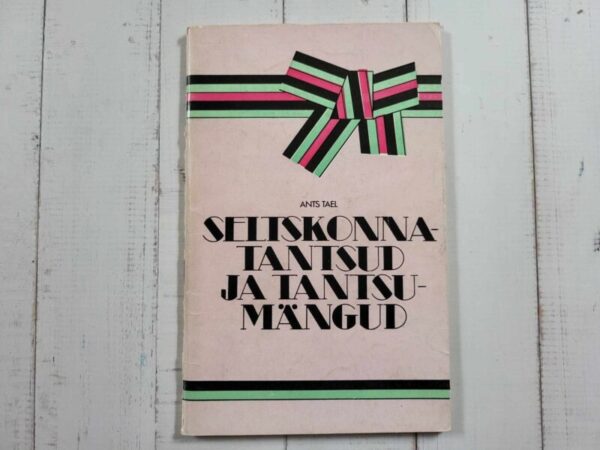 ANTS TAEL
SELTSKONNA-
TANTSUD
JA TANTSU-
MÄNGUD